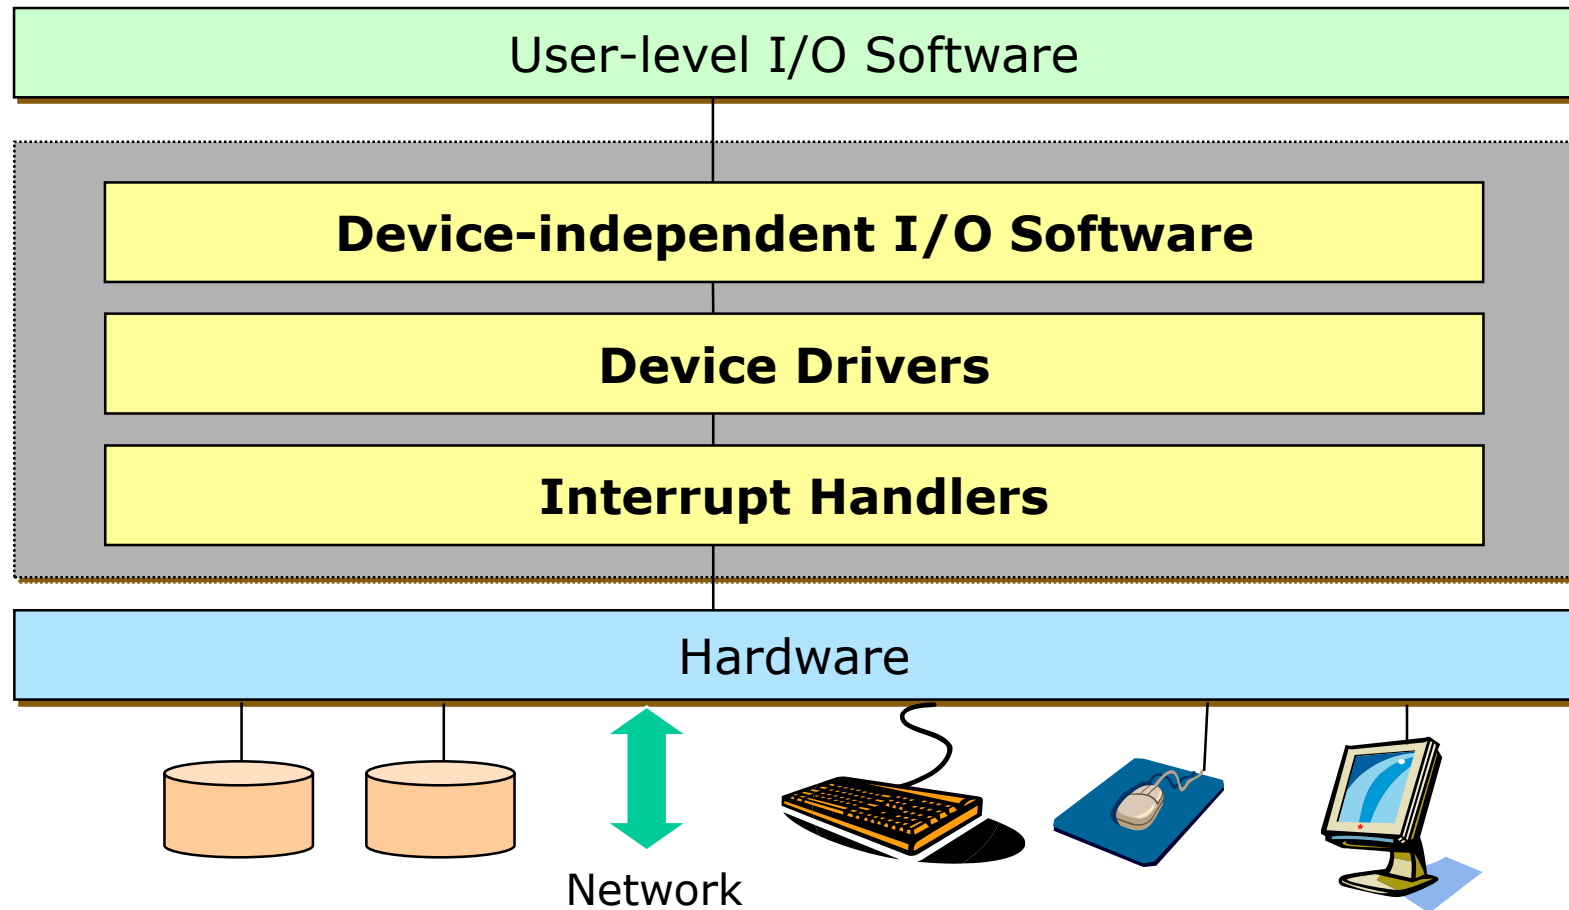 User-level I/O Software
Device-independent I/O Software
Device Drivers
Interrupt Handlers
Hardware
Network